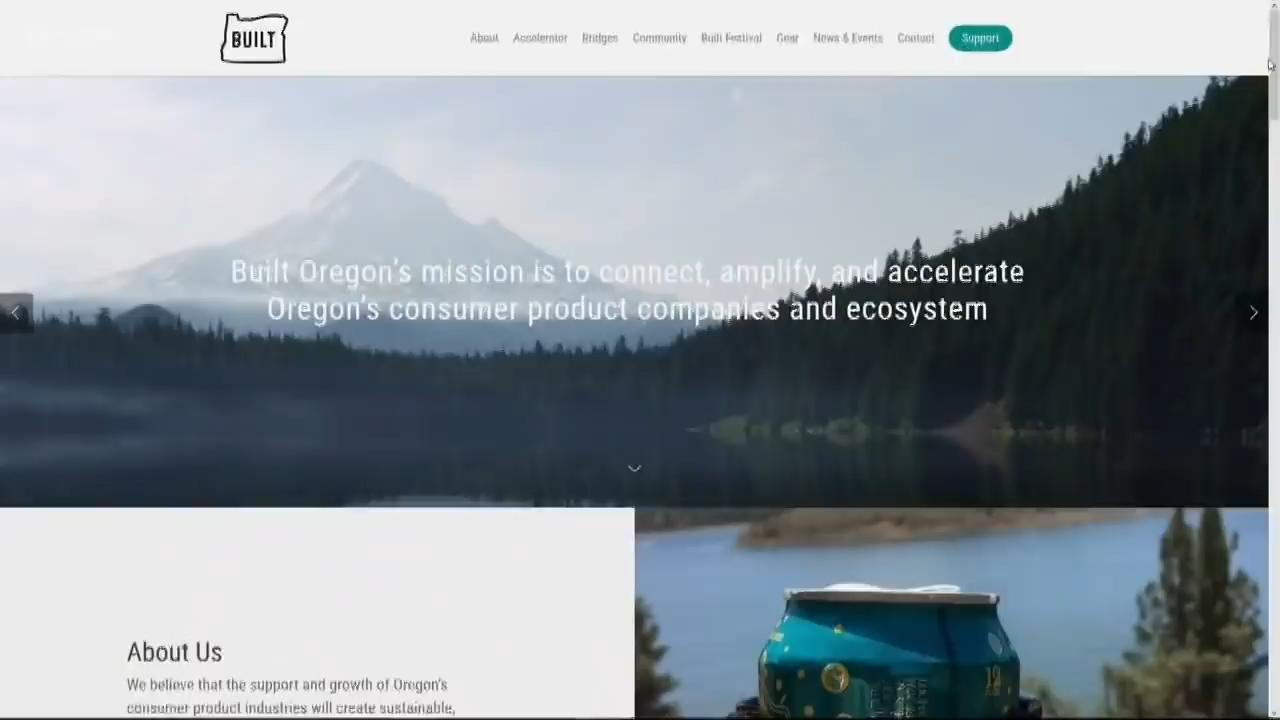 BUILT
About Accelerator Bridges Community Built Festival Gear News & Events Contact Support
Built Oregon's mission is to connect, amplify, and accelerate
Oregon's consumer product companies and ecosystem
About Us
We believe that the support and growth of Oregon's
consumer product industries will create sustainable,
12